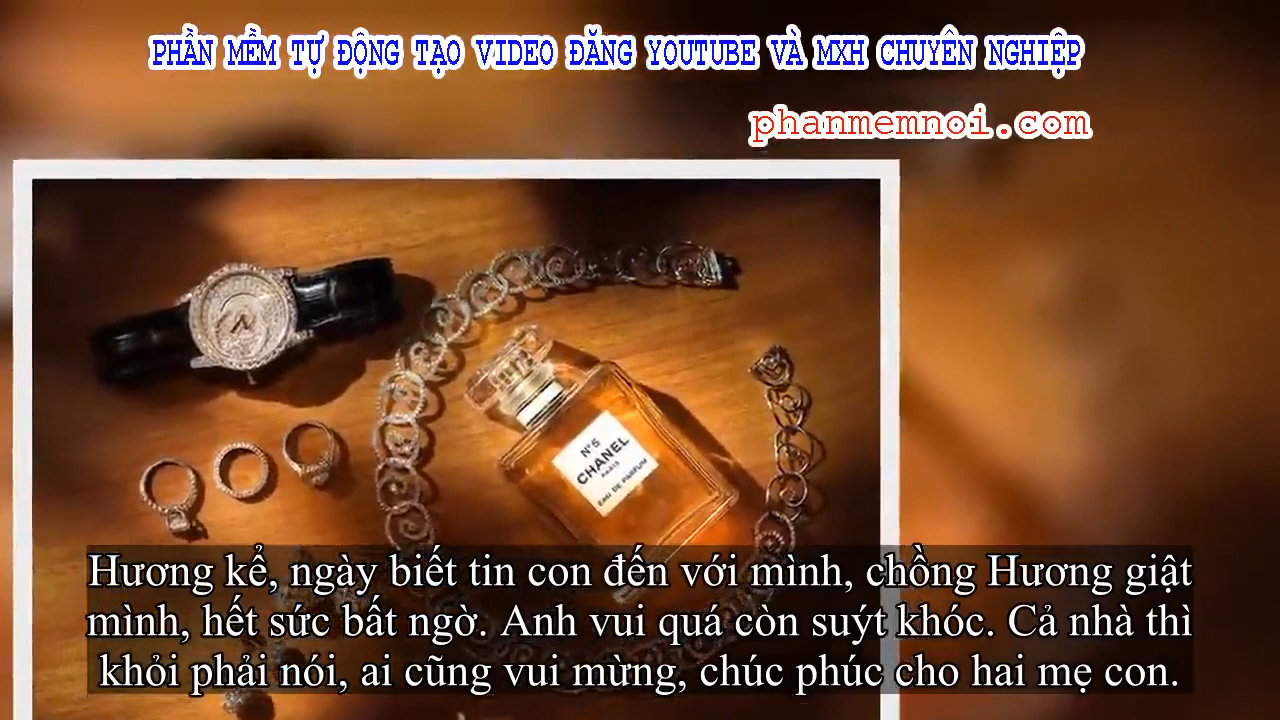 PHẦN MỀM TỰ ĐỘNG TẠO VIDEO ĐĂNG YOUTUBE VÀ MXH CHUYÊN NGHIỆP
phanmemnoi.com
N°5
CHANEL
PARIS
EAU DE PARFUM
Hương kể, ngày biết tin con đến với mình, chồng Hương giật
mình, hết sức bất ngờ. Anh vui quá còn suýt khóc. Cả nhà thì
khỏi phải nói, ai cũng vui mừng, chúc phúc cho hai mẹ con.